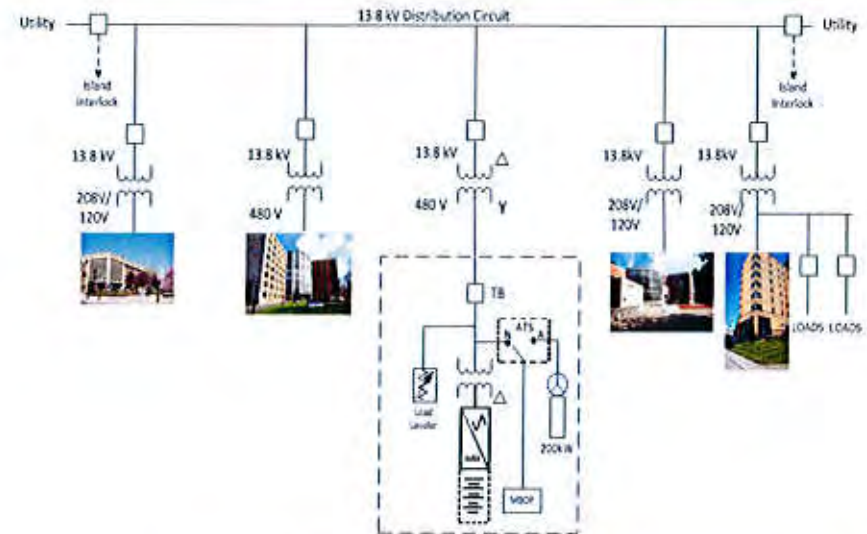 13.8 kV Distribution Circuit
Utility
Utility
Island
Interlock
Island
Interlock
13.8 kV
208V/
120V
13.8 kV
480 V
13.8 kV
Δ
480 V
Y
13.8kV
208V/
120V
13.8kV
208V/
120V
LOADS
LOADS
TB
ATS
N
A
Load
Leveler
Δ
200kW